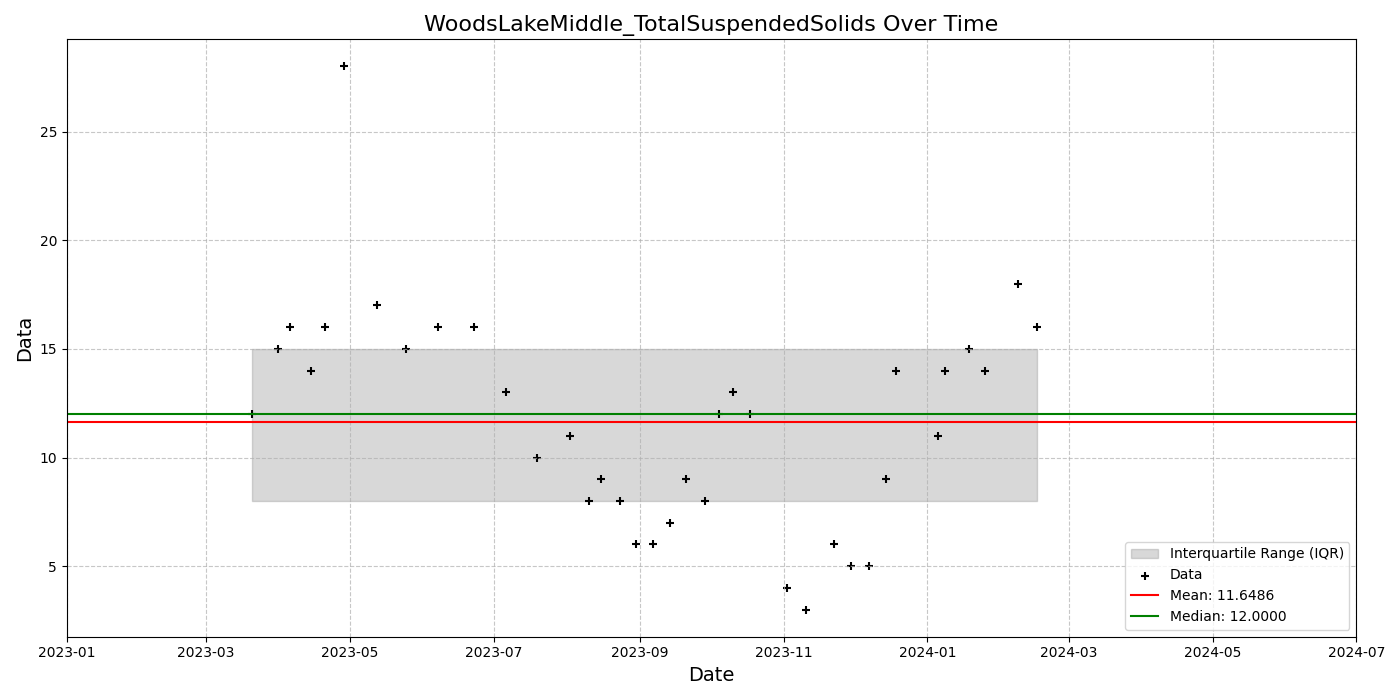 WoodsLakeMiddle_TotalSuspendedSolids Over Time
Data
25
20
15
10
5
Interquartile Range (IQR)
Data
Mean: 11.6486
Median: 12.0000
2023-01 2023-03 2023-05 2023-07 2023-09 2023-11 2024-01 2024-03 2024-05 2024-07
Date